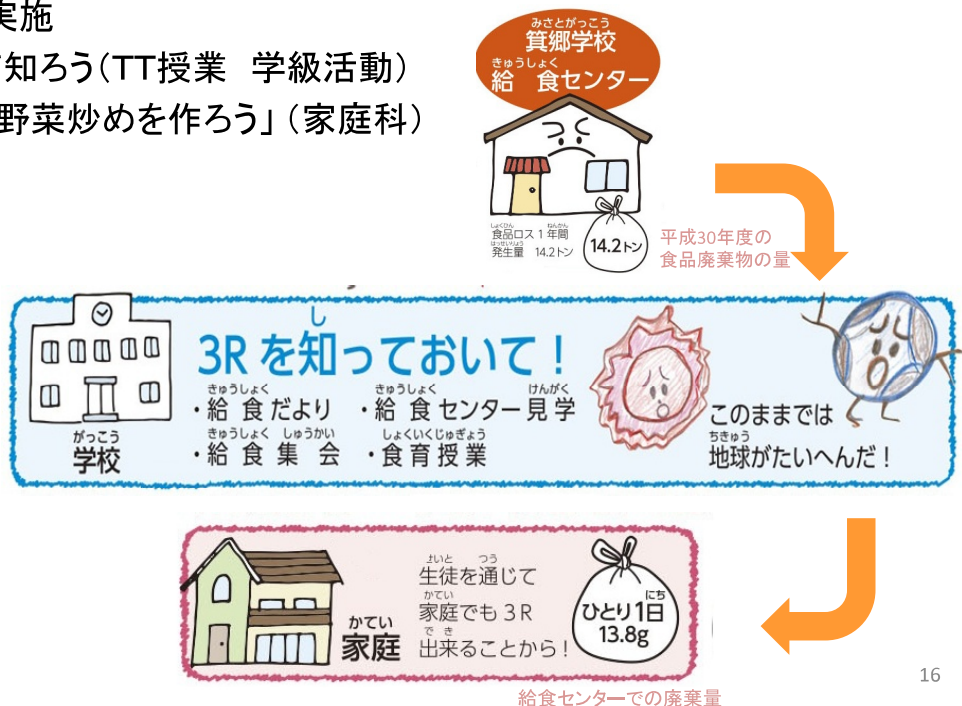 実施
知ろう(TT授業　学級活動)
野菜炒めを作ろう」(家庭科)
みさとがっこう
箕郷学校
きゅうしょく
給食センター
しょくひん　ねんかん
食品ロス1年間
はっせいりょう
発生量　14.2トン
14.2トン
平成30年度の
食品廃棄物の量
し
3Rを知っておいて！
きゅうしょく
・給食だより
きゅうしょく　けんがく
・給食センター見学
きゅうしょく　しゅうかい
・給食集会
しょくいくじゅぎょう
・食育授業
がっこう
学校
このままでは
ちきゅう
地球がたいへんだ！
かてい
家庭
つう
生徒を通じて
かてい
家庭でも3R
でき
出来ることから！
にち
ひとり1日
13.8g
給食センターでの廃棄量
16